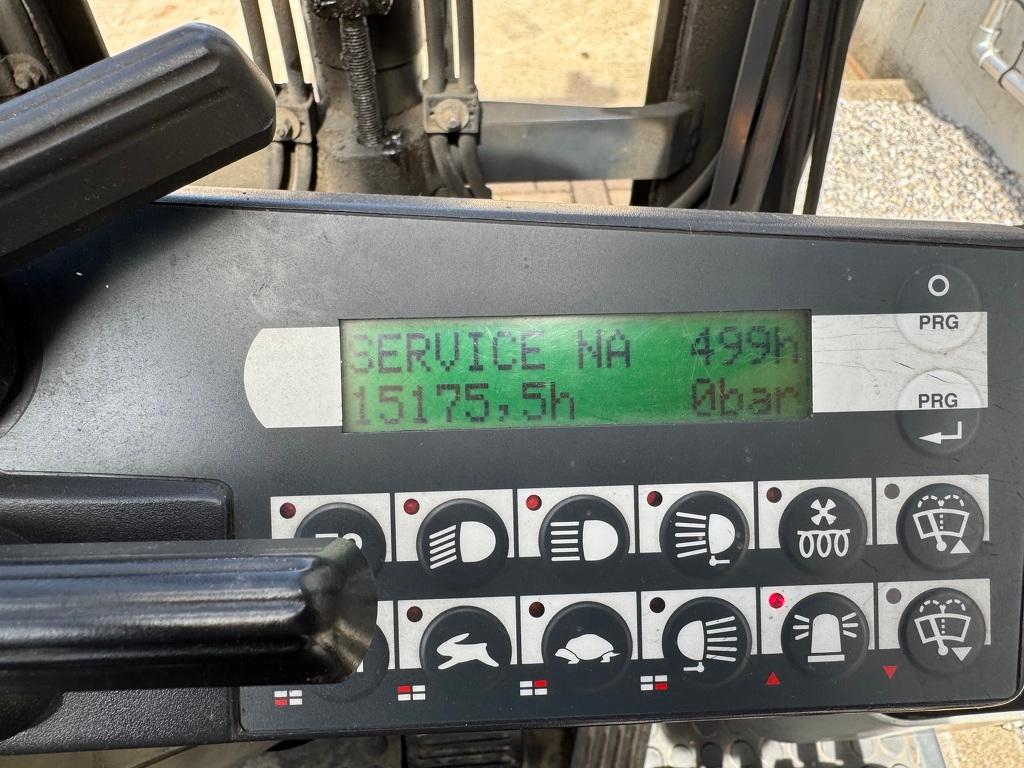 SERVICE NA 499h
15175,5h 0bar
PRG
PRG